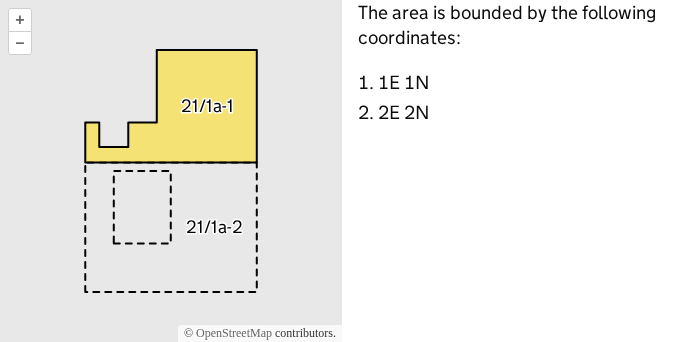 +
−
21/1a-1
21/1a-2
© OpenStreetMap contributors.
The area is bounded by the following
coordinates:
1. 1E 1N
2. 2E 2N